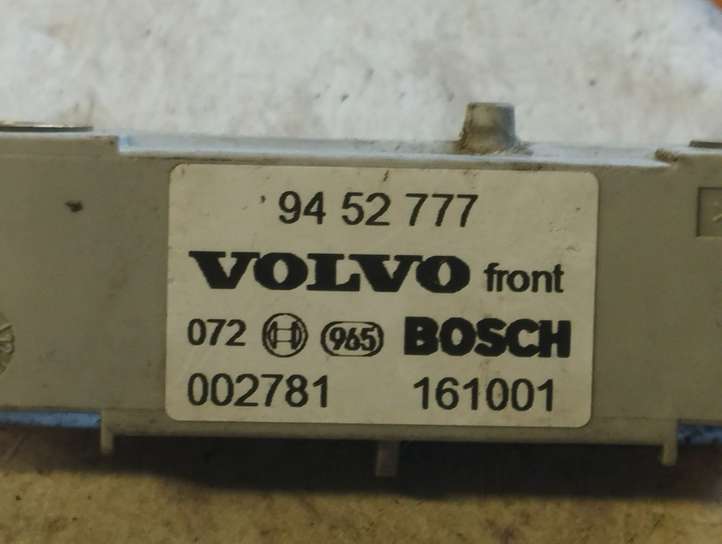 94 52 777
VOLVO front
072 965 BOSCH
002781 161001